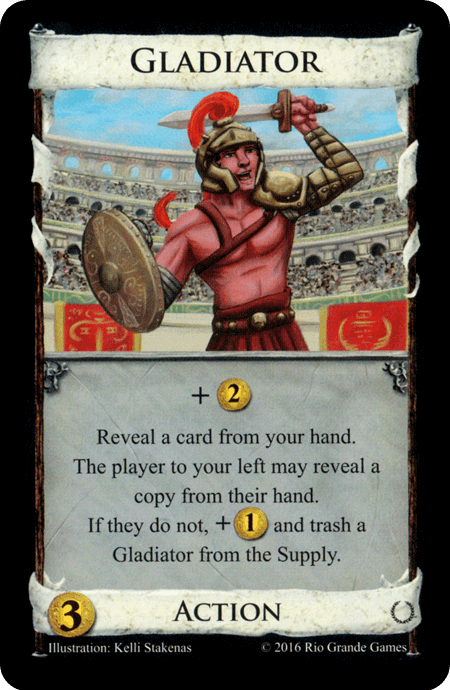 GLADIATOR
+ 2
Reveal a card from your hand.
The player to your left may reveal a
copy from their hand.
If they do not, +1 and trash a
Gladiator from the Supply.
3
ACTION
Illustration: Kelli Stakenas
© 2016 Rio Grande Games